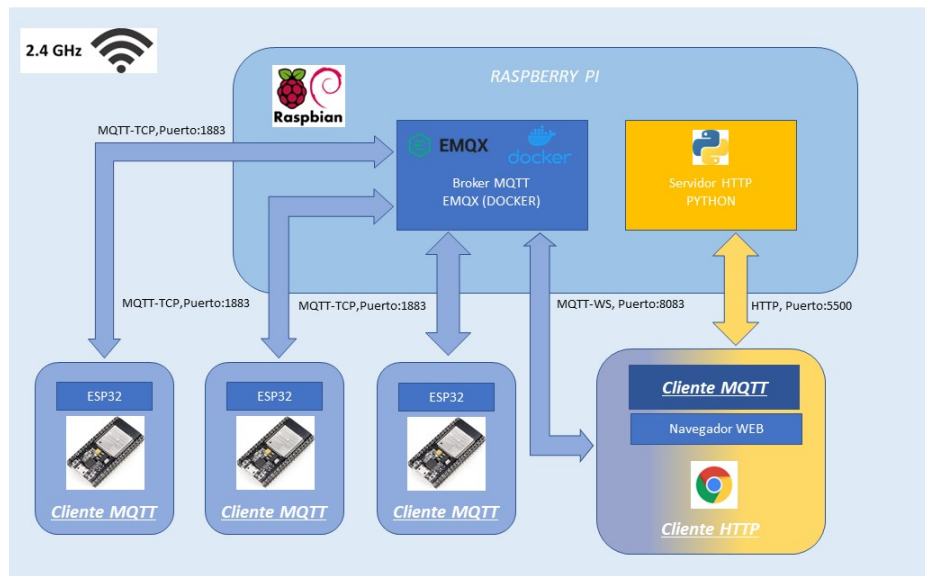 2.4 GHz
RASPBERRY PI
Raspbian
MQTT-TCP,Puerto:1883
EMQX
docker
Broker MQTT
EMQX (DOCKER)
Servidor HTTP
PYTHON
MQTT-TCP,Puerto:1883
MQTT-TCP,Puerto:1883
MQTT-WS, Puerto:8083
HTTP, Puerto:5500
ESP32
Cliente MQTT
ESP32
Cliente MQTT
ESP32
Cliente MQTT
Cliente MQTT
Navegador WEB
Cliente HTTP